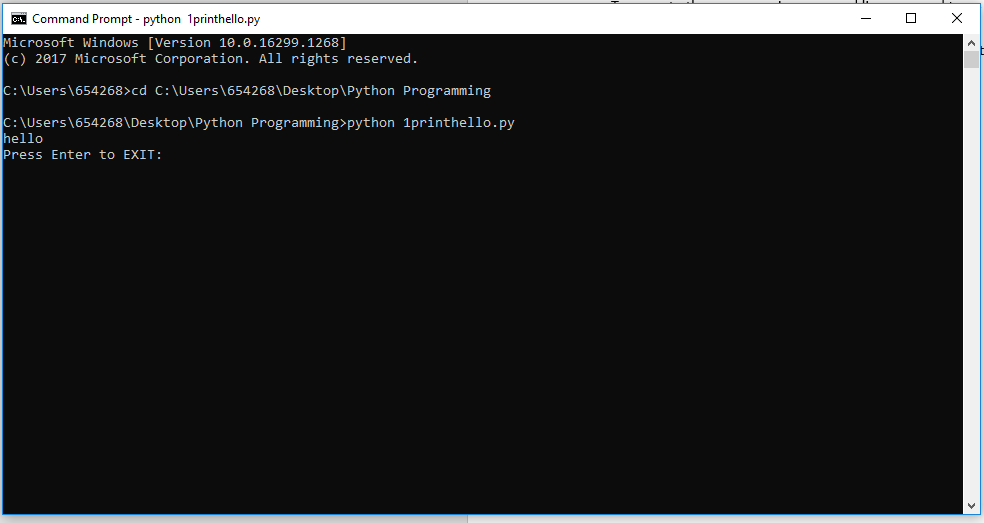 Command Prompt - python  1printhello.py
Microsoft Windows [Version 10.0.16299.1268]
(c) 2017 Microsoft Corporation. All rights reserved.
C:\Users\654268>cd C:\Users\654268\Desktop\Python Programming
C:\Users\654268\Desktop\Python Programming>python 1printhello.py
hello
Press Enter to EXIT: